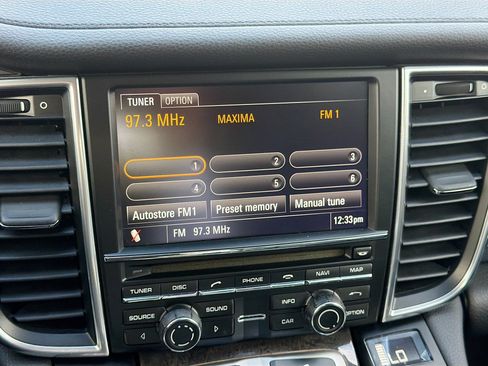 TUNER OPTION
97.3 MHz MAXIMA FM 1
1 2 3
4 5 6
Autostore FM1 Preset memory Manual tune
FM 97.3 MHz 12:33pm
TUNER DISC PHONE NAVI MAP
SOURCE SOUND INFO
CAR OPTION